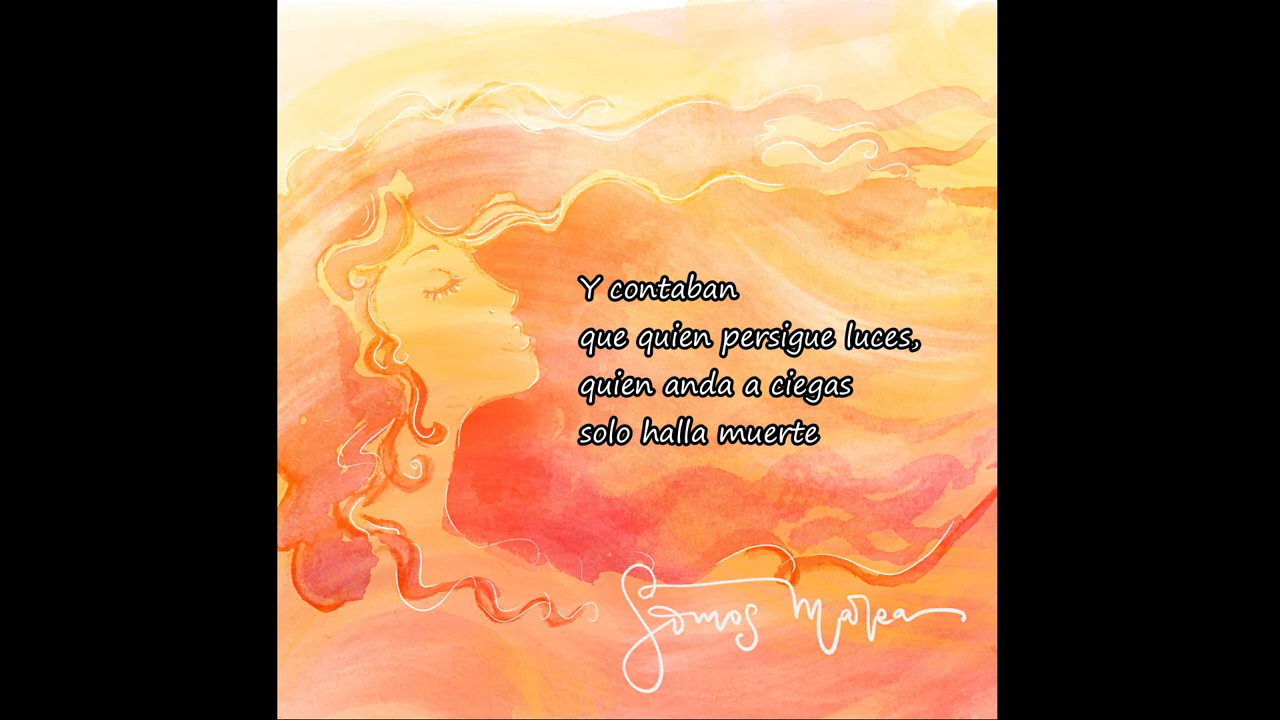 Y contaban
que quien persigue luces,
quien anda a ciegas
solo halla muerte
Somos Marea